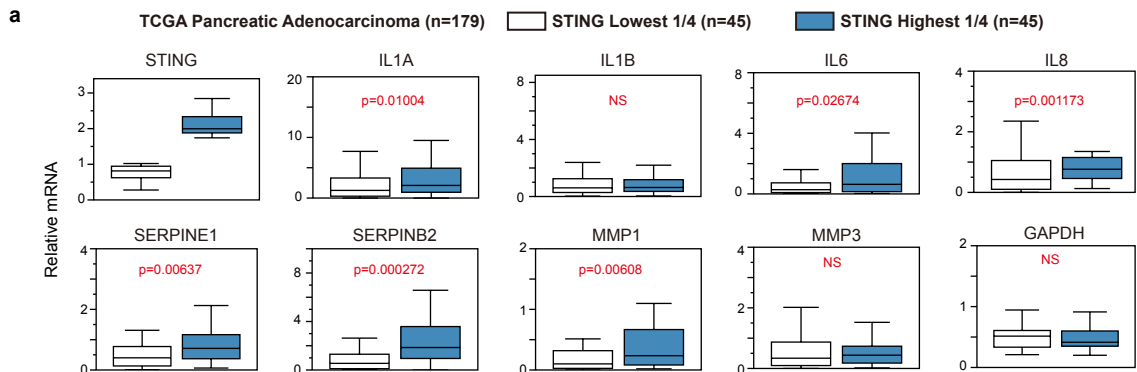 a
TCGA Pancreatic Adenocarcinoma (n=179) STING Lowest 1/4 (n=45) STING Highest 1/4 (n=45)
Relative mRNA
STING
3
2
1
0
IL1A
20
10
0
p=0.01004
IL1B
8
4
0
NS
IL6
8
4
0
p=0.02674
IL8
4
2
0
p=0.001173
SERPINE1
4
2
0
p=0.00637
SERPINB2
8
4
0
p=0.000272
MMP1
2
1
0
p=0.00608
MMP3
4
2
0
NS
GAPDH
2
1
0
NS